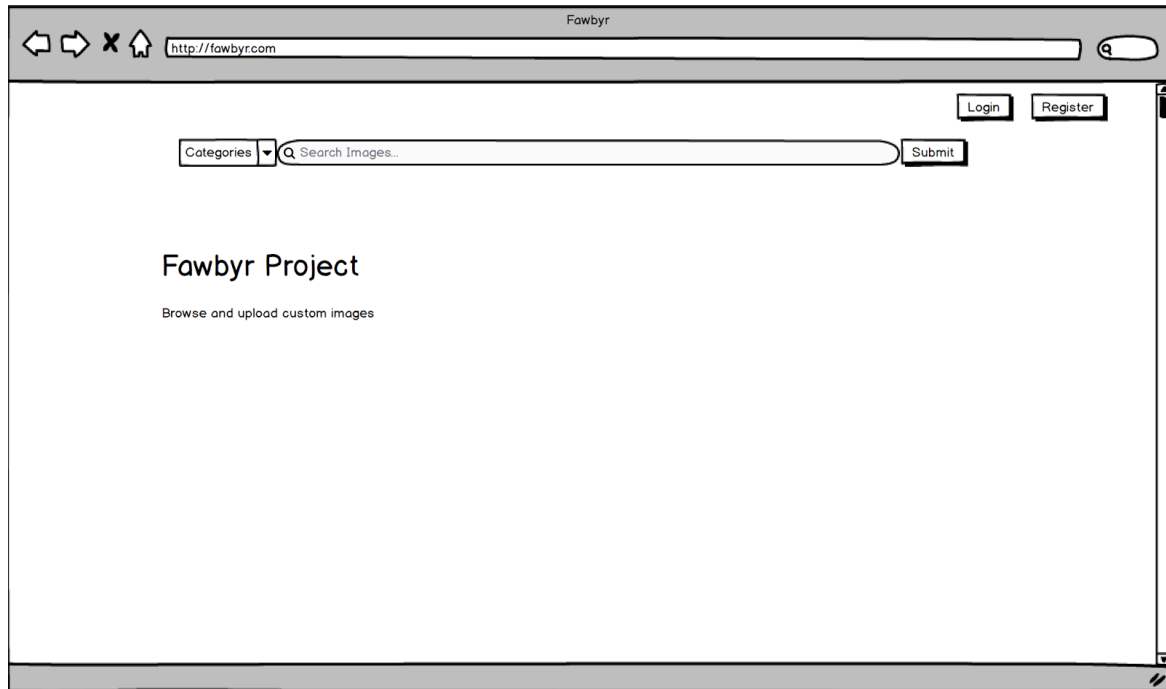 Fawbyr
http://fawbyr.com
Login Register
Categories Search Images... Submit
Fawbyr Project
Browse and upload custom images